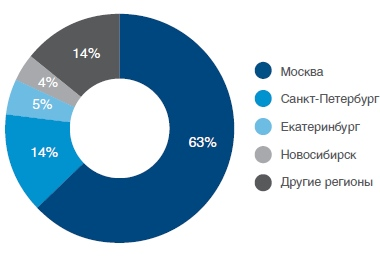 14%
4%
5%
14%
63%
Москва
Санкт-Петербург
Екатеринбург
Новосибирск
Другие регионы